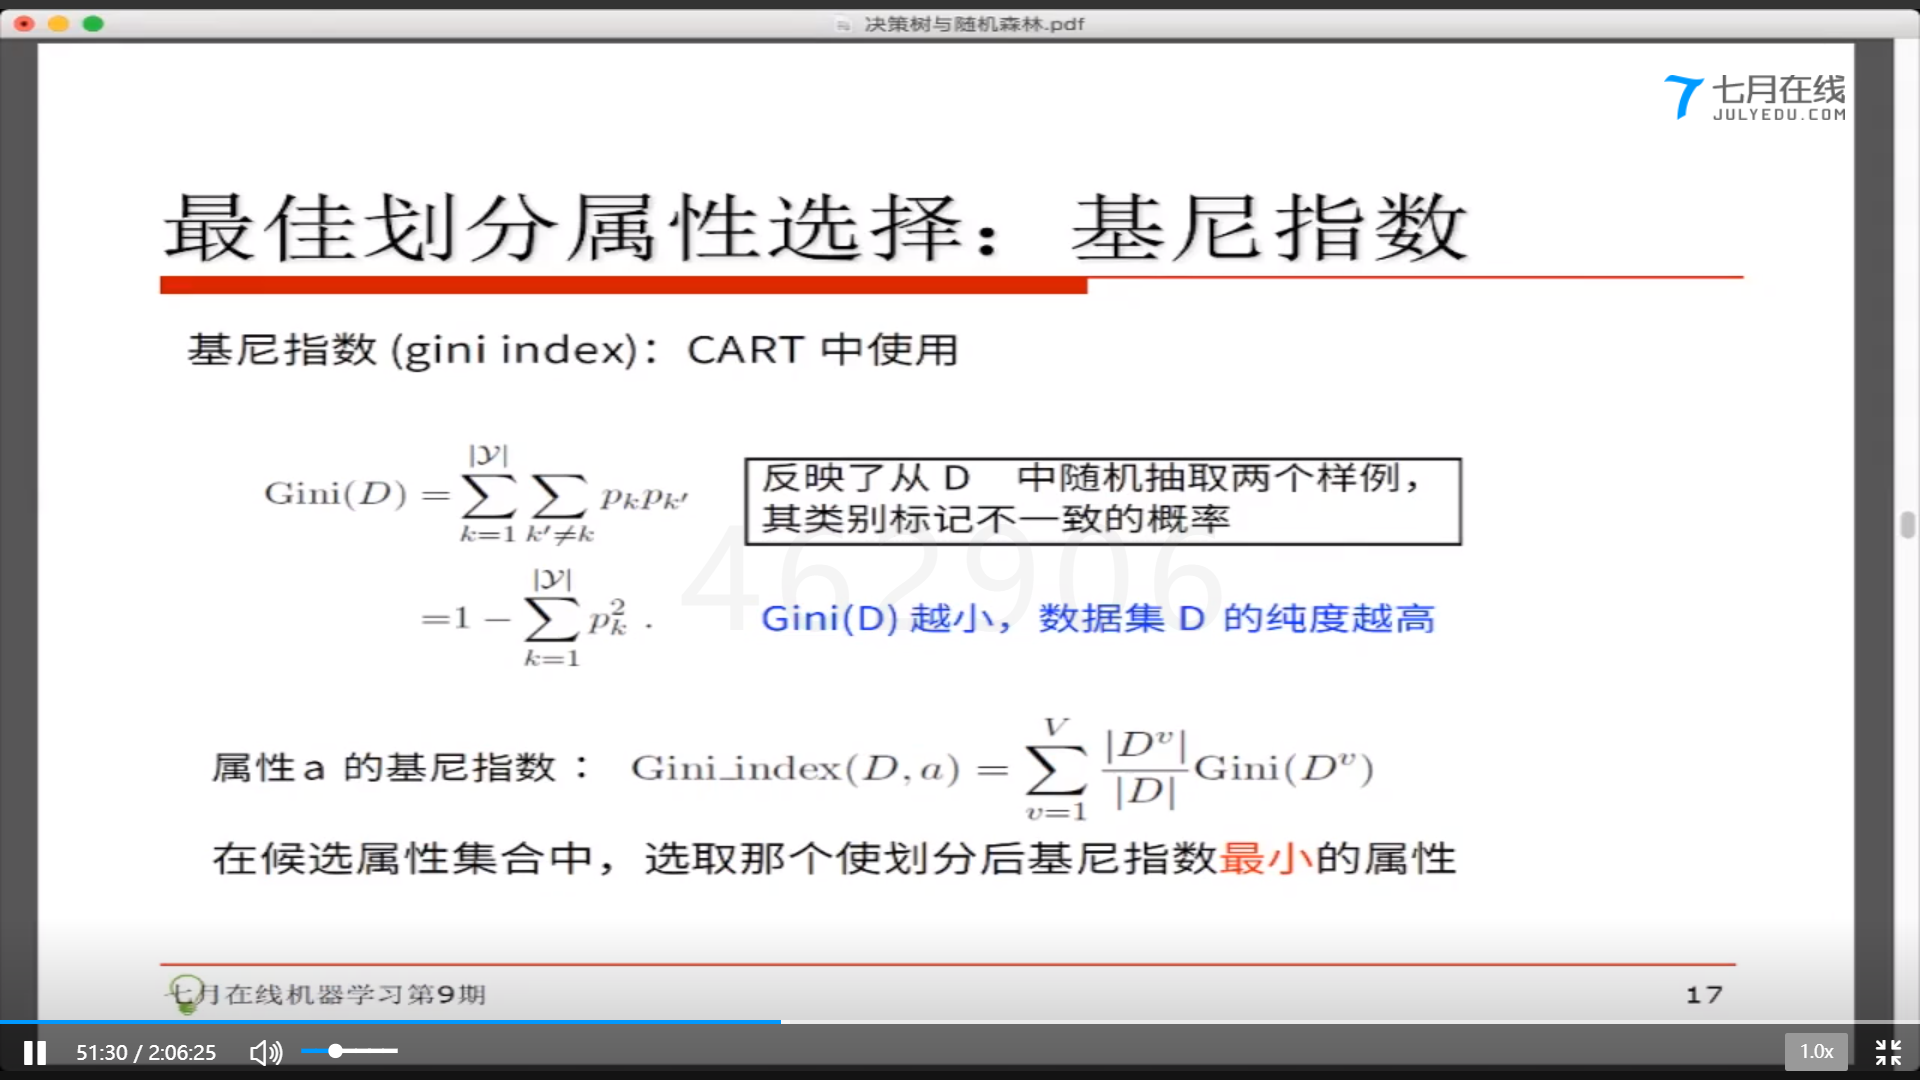 决策树与随机森林.pdf
七月在线
JULYEDU.COM
最佳划分属性选择：基尼指数
基尼指数 (gini index)：CART 中使用
Gini(D) = \sum_{k=1}^{|\mathcal{Y}|} \sum_{k'≠k} p_k p_{k'}
反映了从 D 中随机抽取两个样例，
其类别标记不一致的概率
462906
=1 − \sum_{k=1}^{|\mathcal{Y}|} p_k^2 .
Gini(D) 越小，数据集 D 的纯度越高
属性a 的基尼指数： Gini_index(D, a) = \sum_{v=1}^{V} \frac{|D^v|}{|D|} Gini(D^v)
在候选属性集合中，选取那个使划分后基尼指数最小的属性
七月在线机器学习第9期
17
51:30 / 2:06:25
1.0x